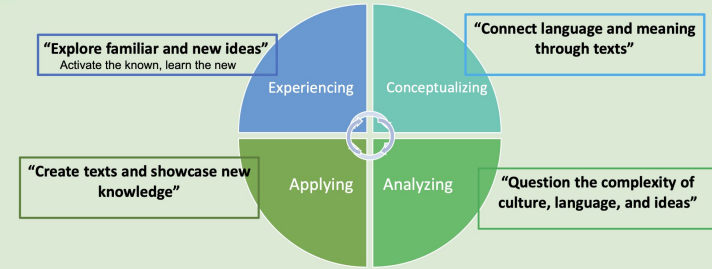 “Explore familiar and new ideas”
Activate the known, learn the new
Experiencing
Conceptualizing
“Connect language and meaning
through texts”
“Create texts and showcase new
knowledge”
Applying
Analyzing
“Question the complexity of
culture, language, and ideas”